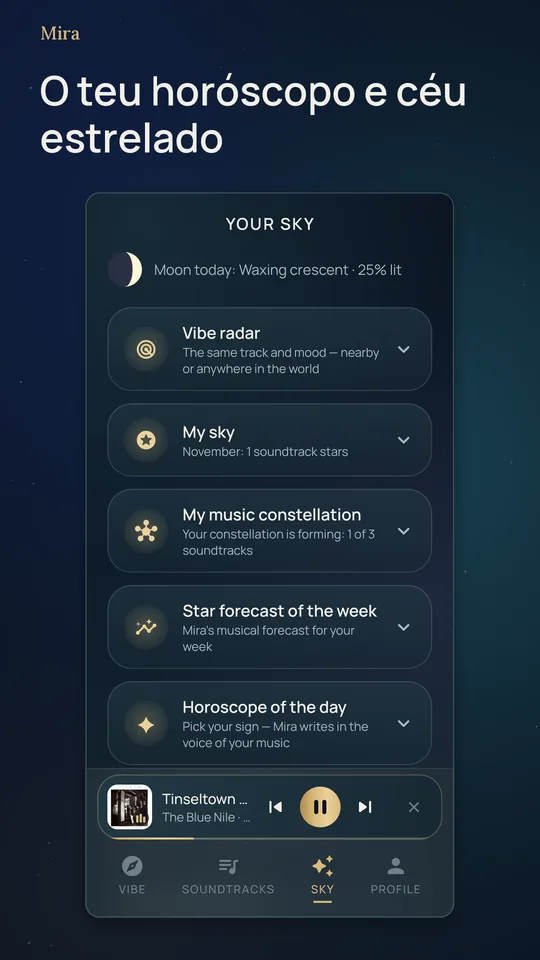 Mira
O teu horóscopo e céu
estrelado
YOUR SKY
Moon today: Waxing crescent · 25% lit
Vibe radar
The same track and mood — nearby
or anywhere in the world
My sky
November: 1 soundtrack stars
My music constellation
Your constellation is forming: 1 of 3
soundtracks
Star forecast of the week
Mira's musical forecast for your
week
Horoscope of the day
Pick your sign — Mira writes in the
voice of your music
Tinseltown ...
The Blue Nile · ...
VIBE
SOUNDTRACKS
SKY
PROFILE